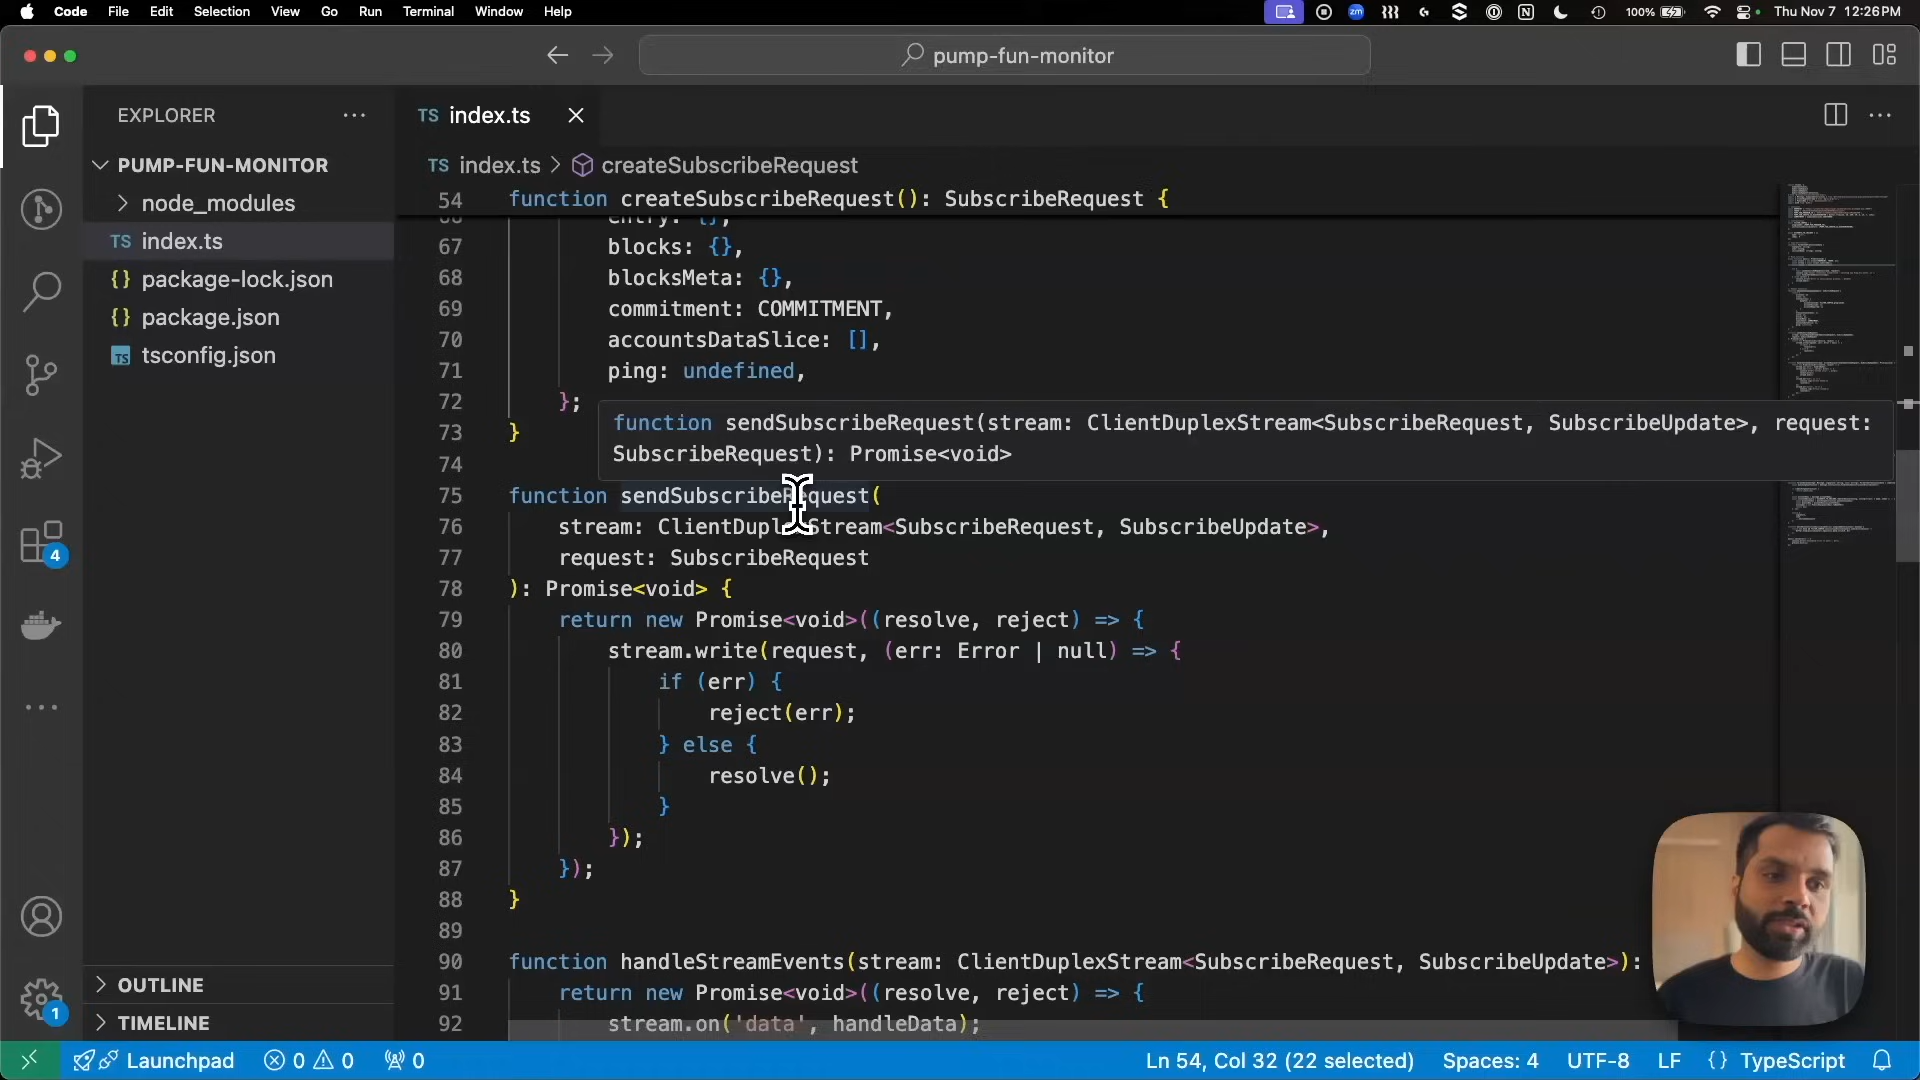 Code File Edit Selection View Go Run Terminal Window Help
100% Thu Nov 7 12:26 PM
pump-fun-monitor
EXPLORER
PUMP-FUN-MONITOR
node_modules
TS index.ts
{} package-lock.json
{} package.json
TS tsconfig.json
4
1
OUTLINE
TIMELINE
TS index.ts
TS index.ts > createSubscribeRequest
54 function createSubscribeRequest(): SubscribeRequest {
entry: {},
67 blocks: {},
68 blocksMeta: {},
69 commitment: COMMITMENT,
70 accountsDataSlice: [],
71 ping: undefined,
72 };
73 }
function sendSubscribeRequest(stream: ClientDuplexStream<SubscribeRequest, SubscribeUpdate>, request:
SubscribeRequest): Promise<void>
74
75 function sendSubscribeRequest(
76 stream: ClientDuplexStream<SubscribeRequest, SubscribeUpdate>,
77 request: SubscribeRequest
78 ): Promise<void> {
79 return new Promise<void>((resolve, reject) => {
80 stream.write(request, (err: Error | null) => {
81 if (err) {
82 reject(err);
83 } else {
84 resolve();
85 }
86 });
87 });
88 }
89
90 function handleStreamEvents(stream: ClientDuplexStream<SubscribeRequest, SubscribeUpdate>):
91 return new Promise<void>((resolve, reject) => {
92 stream.on('data', handleData);
Launchpad 0 0 0
Ln 54, Col 32 (22 selected) Spaces: 4 UTF-8 LF {} TypeScript